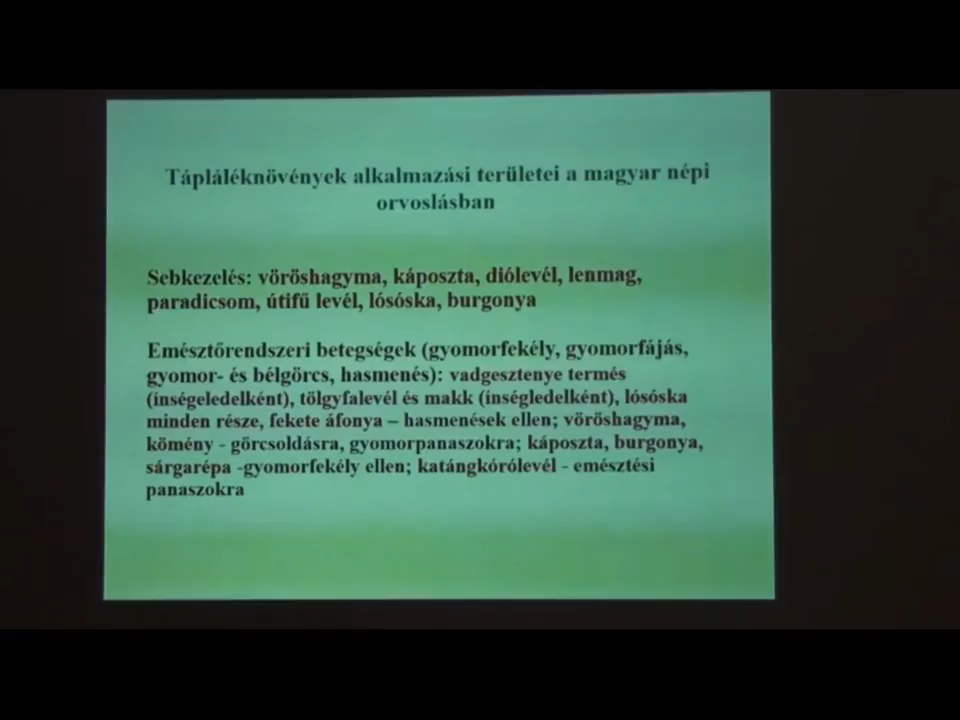 Tápláléknövények alkalmazási területei a magyar népi
orvoslásban
Sebkezelés: vöröshagyma, káposzta, diólevél, lenmag,
paradicsom, útifű levél, lósóska, burgonya
Emésztőrendszeri betegségek (gyomorfekély, gyomorfájás,
gyomor- és bélgörcs, hasmenés): vadgesztenye termés
(ínségeledelként), tölgyfalevél és makk (ínségledelként), lósóska
minden része, fekete áfonya – hasmenések ellen; vöröshagyma,
kömény - görcsoldásra, gyomorpanaszokra; káposzta, burgonya,
sárgarépa -gyomorfekély ellen; katángkórólevél - emésztési
panaszokra